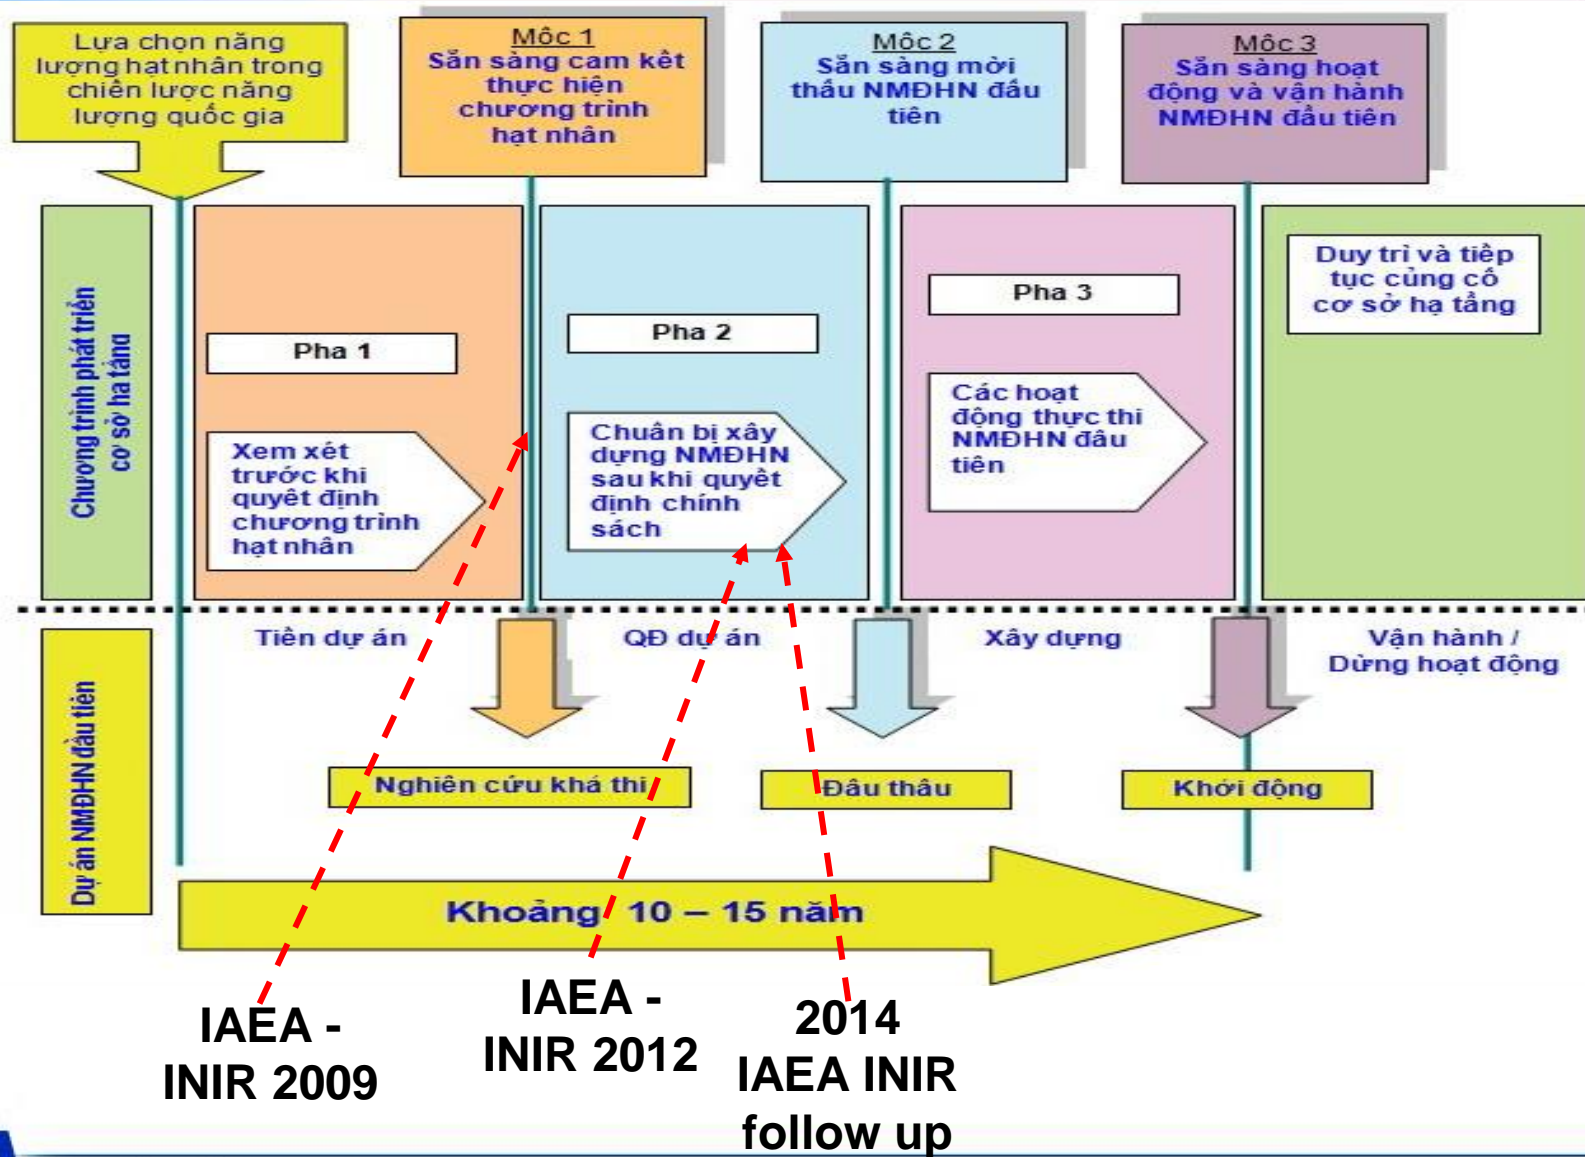 Lựa chọn năng
lượng hạt nhân trong
chiến lược năng
lượng quốc gia
Mốc 1
Sẵn sàng cam kết
thực hiện
chương trình
hạt nhân
Mốc 2
Sẵn sàng mời
thầu NMĐHN đầu
tiên
Mốc 3
Sẵn sàng hoạt
động và vận hành
NMĐHN đầu tiên
Chương trình phát triển
cơ sở hạ tầng
Pha 1
Xem xét
trước khi
quyết định
chương trình
hạt nhân
Pha 2
Chuẩn bị xây
dựng NMĐHN
sau khi quyết
định chính
sách
Pha 3
Các hoạt
động thực thi
NMĐHN đầu
tiên
Duy trì và tiếp
tục củng cố
cơ sở hạ tầng
Dự án NMĐHN đầu tiên
Tiền dự án
QĐ dự án
Xây dựng
Vận hành /
Dừng hoạt động
Nghiên cứu khả thi
Đấu thầu
Khởi động
Khoảng 10 – 15 năm
IAEA -
INIR 2009
IAEA -
INIR 2012
2014
IAEA INIR
follow up